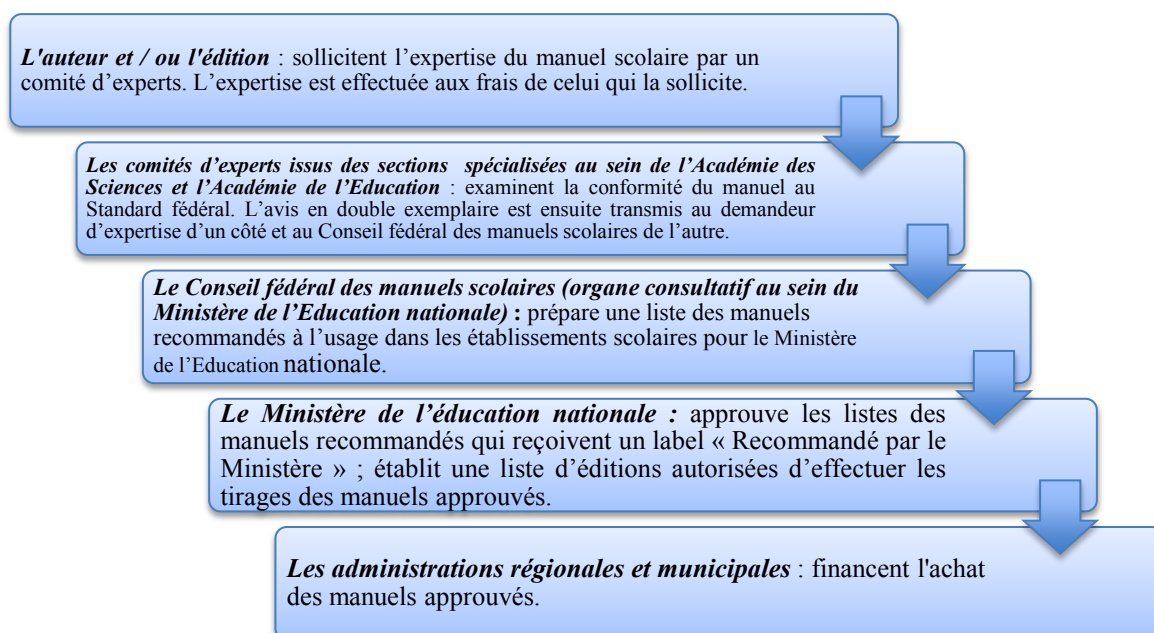 L'auteur et / ou l'édition : sollicitent l’expertise du manuel scolaire par un
comité d’experts. L’expertise est effectuée aux frais de celui qui la sollicite.
Les comités d’experts issus des sections spécialisées au sein de l’Académie des
Sciences et l’Académie de l’Education : examinent la conformité du manuel au
Standard fédéral. L’avis en double exemplaire est ensuite transmis au demandeur
d’expertise d’un côté et au Conseil fédéral des manuels scolaires de l’autre.
Le Conseil fédéral des manuels scolaires (organe consultatif au sein du
Ministère de l’Education nationale) : prépare une liste des manuels
recommandés à l’usage dans les établissements scolaires pour le Ministère
de l’Education nationale.
Le Ministère de l’éducation nationale : approuve les listes des
manuels recommandés qui reçoivent un label « Recommandé par le
Ministère » ; établit une liste d’éditions autorisées d’effectuer les
tirages des manuels approuvés.
Les administrations régionales et municipales : financent l'achat
des manuels approuvés.